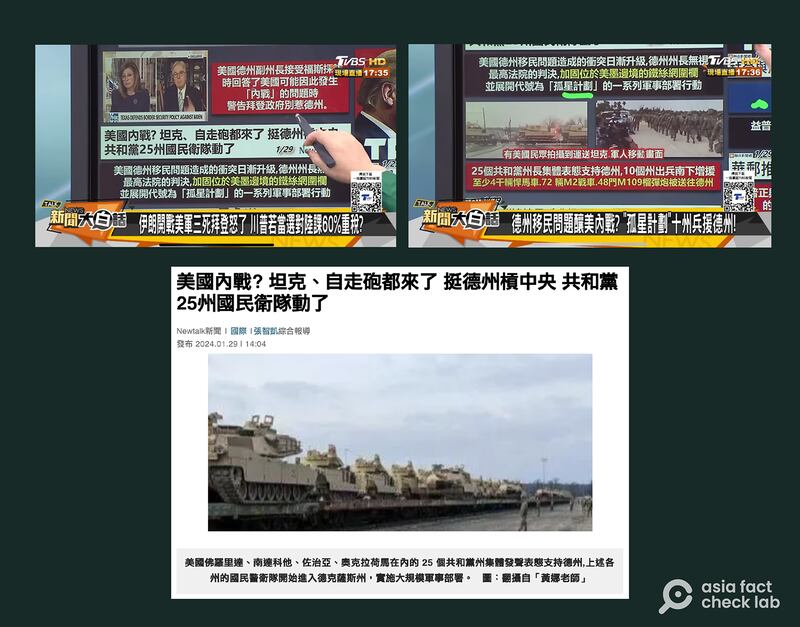 美國德州副州長接受福斯採
時回答了美國可能因此發生
「內戰」的問題時
警告拜登政府別惹德州。
TVBS HD
現場直播 17:35
TEXAS DEFENDS BORDER SECURITY POLICY AGAINST BIDEN
美國內戰? 坦克、自走砲都來了 挺德州
共和黨25州國民衛隊動了
1/29
美國德州移民問題造成的衝突日漸升級,德州州長無
最高法院的判決,加固位於美墨邊境的鐵絲網圍欄
並展開代號為「孤星計劃」的一系列軍事部署行動
TALK
NEWS
新聞大白話
伊朗開戰美軍三死拜登怒了 川普若當選對陸課60%重稅?
美國德州移民問題造成的衝突日漸升級,德州州長無視
最高法院的判決,加固位於美墨邊境的鐵絲網圍欄
並展開代號為「孤星計劃」的一系列軍事部署行動
TVBS HD
現場直播 17:36
有美國民眾拍攝到運送坦克.軍人移動畫面
25個共和黨州長集體表態支持德州,10個州出兵南下增援
至少4千輛悍馬車.72 輛M2戰車.48門M109榴彈炮被送往德州
益普
1/29
TALK
NEWS
新聞大白話
德州移民問題釀美內戰?"孤星計劃"十州兵援德州!
美國內戰? 坦克、自走砲都來了 挺德州槓中央 共和黨
25州國民衛隊動了
Newtalk新聞 | 國際 | 張智凱綜合報導
發布 2024.01.29 | 14:04
美國佛羅里達、南達科他、佐治亞、奧克拉荷馬在內的 25 個共和黨州集體發聲表態支持德州,上述各
州的國民警衛隊開始進入德克薩斯州,實施大規模軍事部署。 圖:翻攝自「黃娜老師」
asia fact
check lab